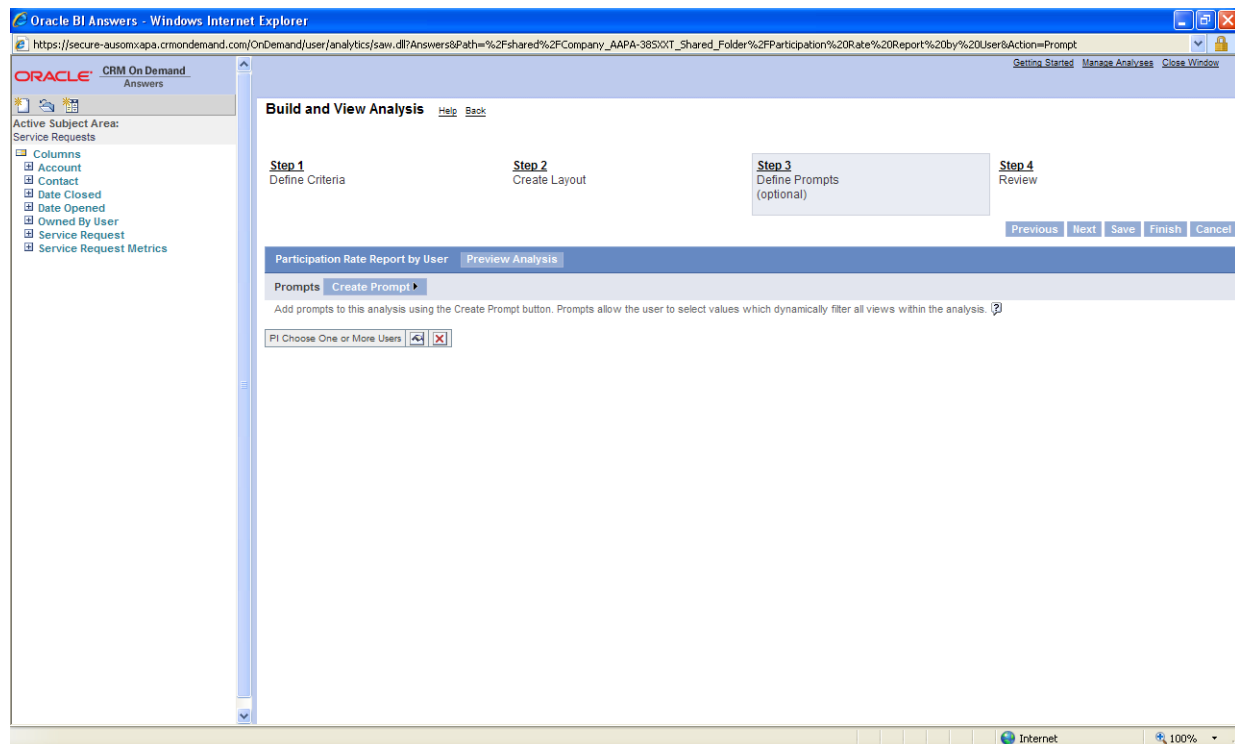 Oracle BI Answers - Windows Internet Explorer
https://secure-ausomxapa.crmondemand.com/OnDemand/user/analytics/saw.dll?Answers&Path=%2Fshared%2FCompany_AAPA-38SXXT_Shared_Folder%2FParticipation%20Rate%20Report%20by%20User&Action=Prompt
Getting Started Manage Analyses Close Window
ORACLE CRM On Demand
Answers
Active Subject Area:
Service Requests
Columns
Account
Contact
Date Closed
Date Opened
Owned By User
Service Request
Service Request Metrics
Build and View Analysis Help Back
Step 1 Step 2 Step 3 Step 4
Define Criteria Create Layout Define Prompts Review
(optional)
Previous Next Save Finish Cancel
Participation Rate Report by User Preview Analysis
Prompts Create Prompt
Add prompts to this analysis using the Create Prompt button. Prompts allow the user to select values which dynamically filter all views within the analysis. ?
Pl Choose One or More Users
Internet 100%